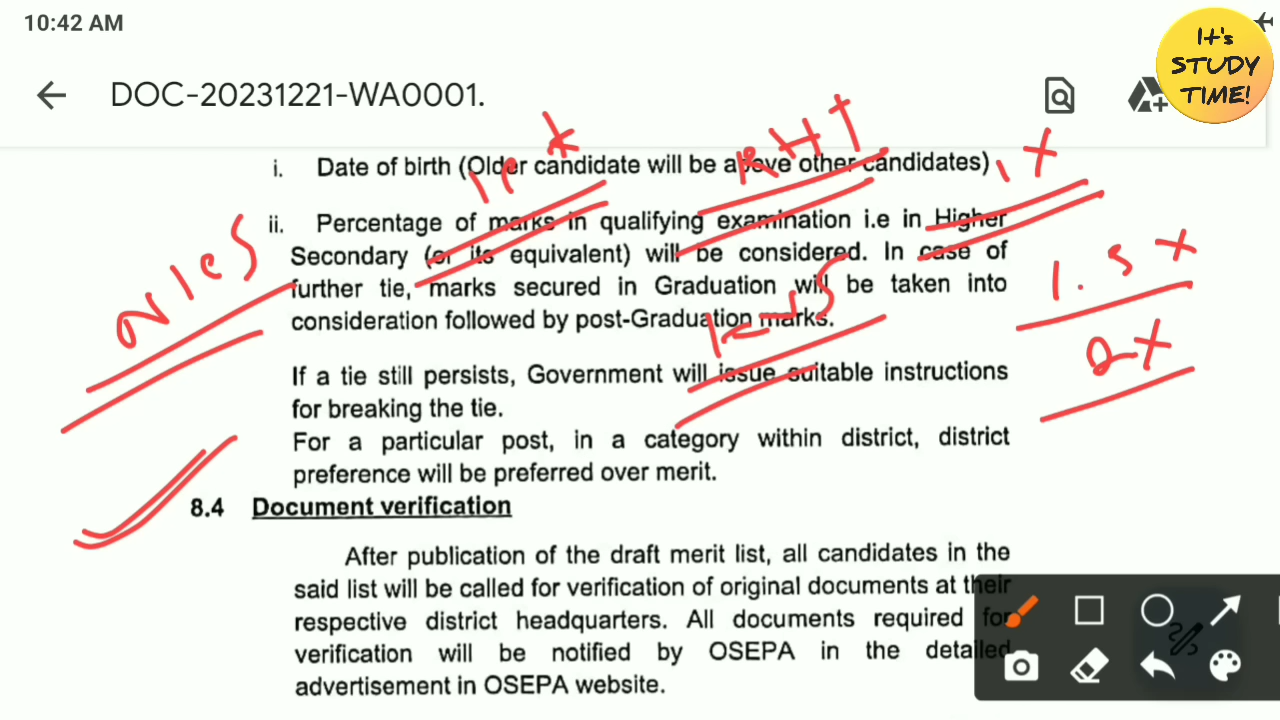 10:42 AM
It's
STUDY
TIME!
DOC-20231221-WA0001.
i. Date of birth (Older candidate will be above other candidates)
ii. Percentage of marks in qualifying examination i.e in Higher
Secondary (or its equivalent) will be considered. In case of
further tie, marks secured in Graduation will be taken into
consideration followed by post-Graduation marks.
1.5x
2x
If a tie still persists, Government will issue suitable instructions
for breaking the tie.
For a particular post, in a category within district, district
preference will be preferred over merit.
8.4 Document verification
After publication of the draft merit list, all candidates in the
said list will be called for verification of original documents at their
respective district headquarters. All documents required for
verification will be notified by OSEPA in the detailed
advertisement in OSEPA website.